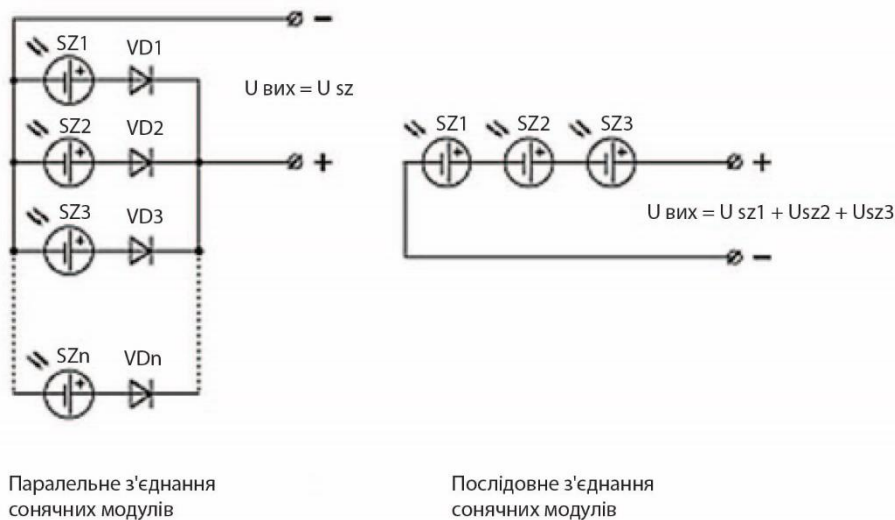 −
SZ1 VD1
U вих = U sz
SZ2 VD2
+
SZ3 VD3
SZn VDn
Паралельне з'єднання
сонячних модулів
SZ1 SZ2 SZ3
+
U вих = U sz1 + Usz2 + Usz3
−
Послідовне з'єднання
сонячних модулів